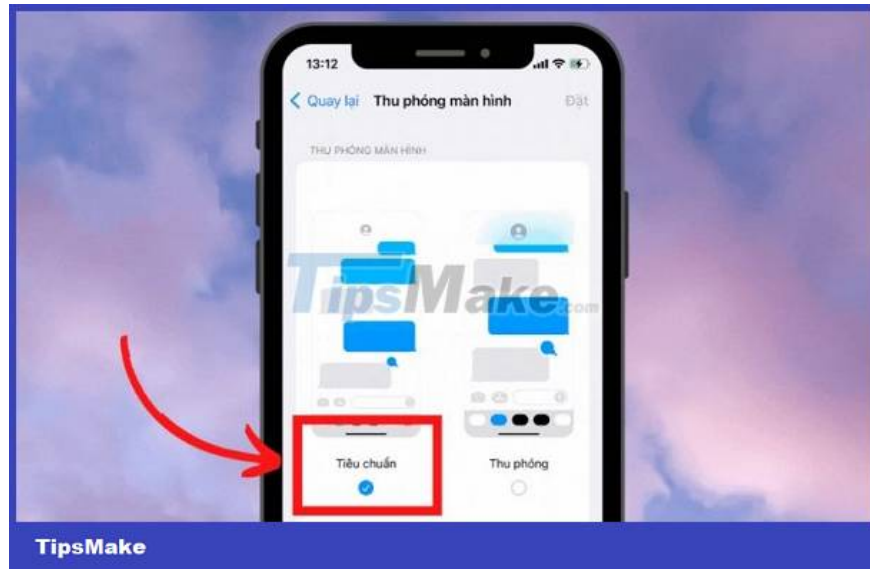 13:12
Quay lại Thu phóng màn hình Đặt
THU PHÓNG MÀN HÌNH
TipsMake.com
Tiêu chuẩn Thu phóng
TipsMake